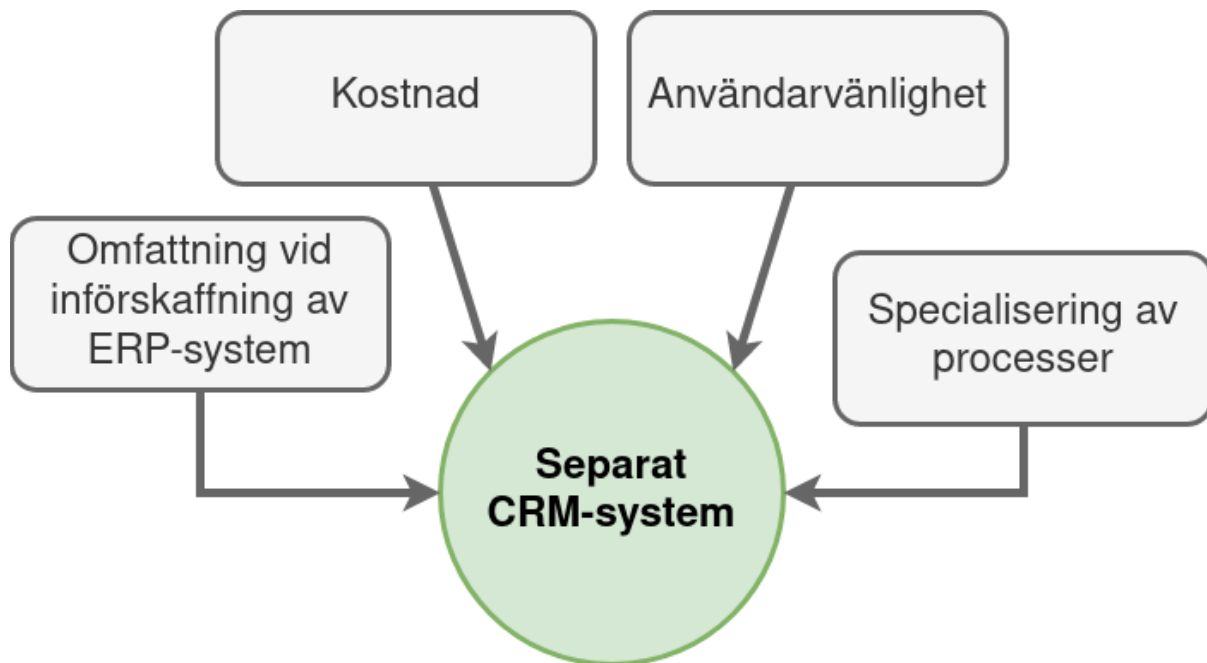 Kostnad
Användarvänlighet
Omfattning vid
införskaffning av
ERP-system
Specialisering av
processer
Separat
CRM-system